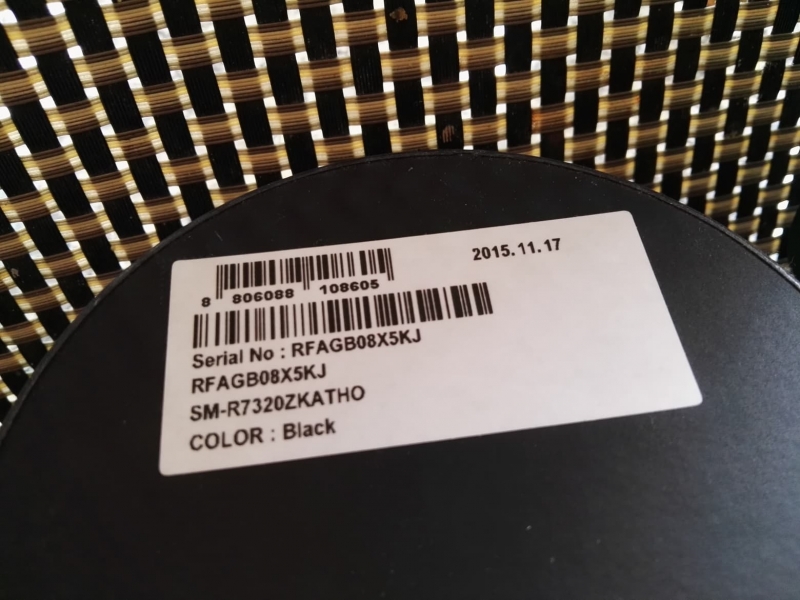 2015.11.17
8 806088 108605
Serial No : RFAGB08X5KJ
RFAGB08X5KJ
SM-R7320ZKATHO
COLOR : Black